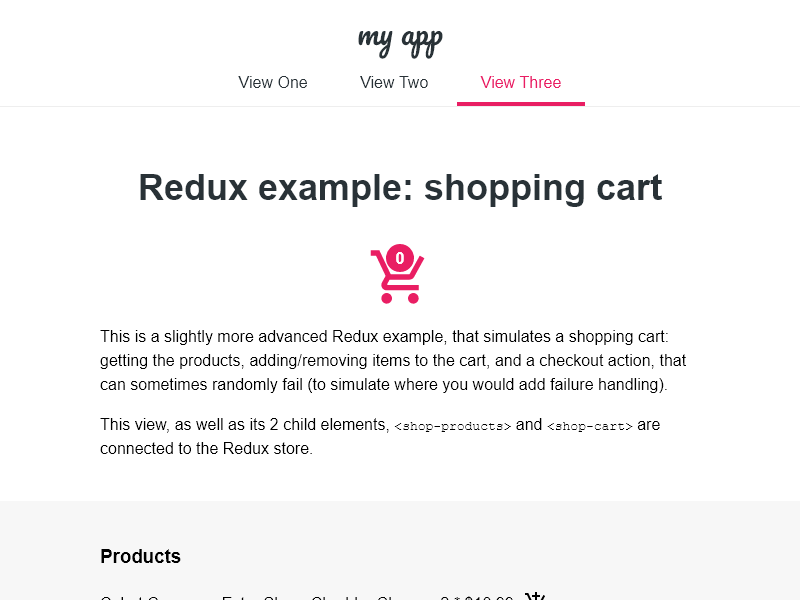 my app
View One
View Two
View Three
Redux example: shopping cart
0
This is a slightly more advanced Redux example, that simulates a shopping cart:
getting the products, adding/removing items to the cart, and a checkout action, that
can sometimes randomly fail (to simulate where you would add failure handling).
This view, as well as its 2 child elements, <shop-products> and <shop-cart> are
connected to the Redux store.
Products